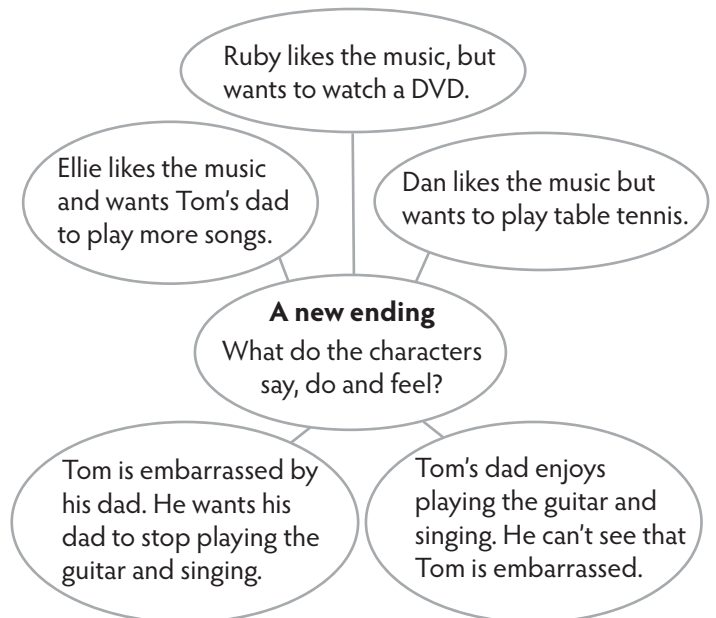 Ruby likes the music, but
wants to watch a DVD.
Ellie likes the music
and wants Tom’s dad
to play more songs.
Dan likes the music but
wants to play table tennis.
A new ending
What do the characters
say, do and feel?
Tom is embarrassed by
his dad. He wants his
dad to stop playing the
guitar and singing.
Tom’s dad enjoys
playing the guitar and
singing. He can’t see that
Tom is embarrassed.